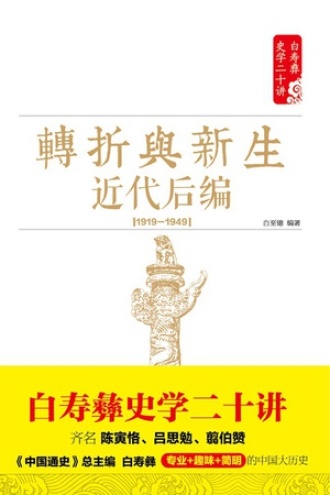 白寿彝
史学二十讲
轉折與新生
近代后编
[1919—1949]
白至德 编著
白寿彝史学二十讲
齐名 陈寅恪、吕思勉、翦伯赞
《中国通史》总主编 白寿彝 专业+趣味+简明 的中国大历史